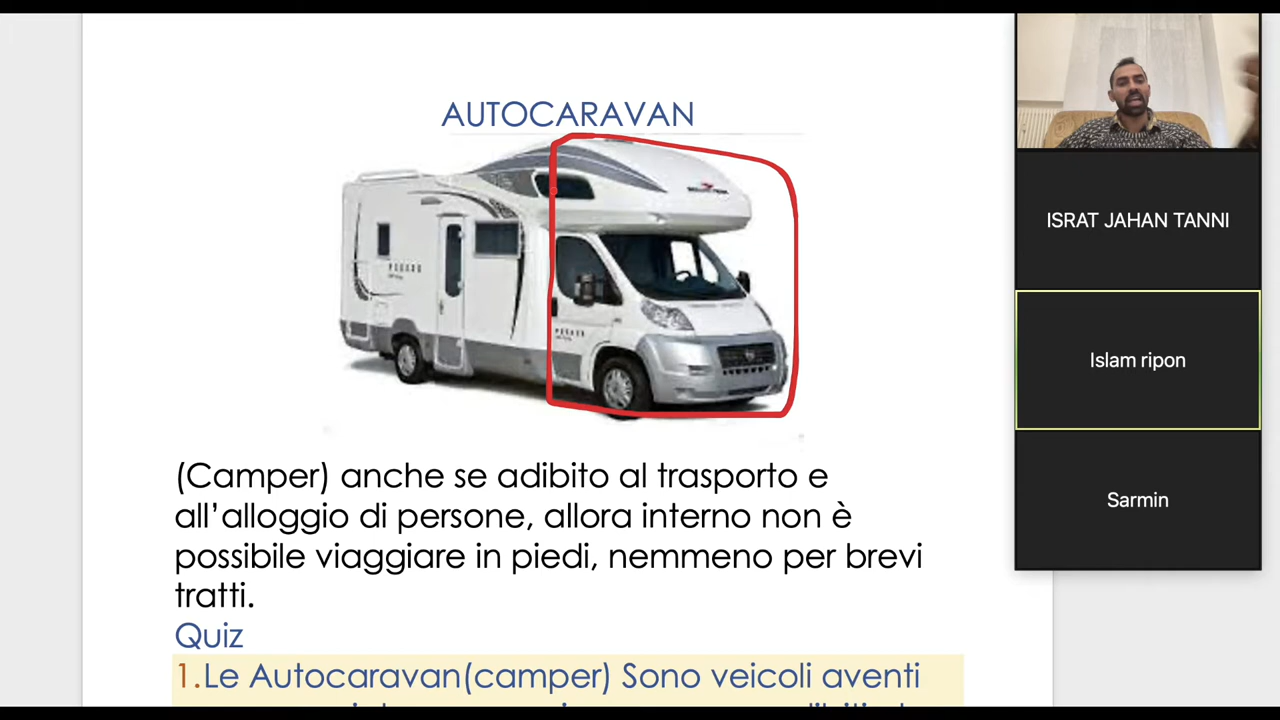 AUTOCARAVAN
(Camper) anche se adibito al trasporto e
all’alloggio di persone, allora interno non è
possibile viaggiare in piedi, nemmeno per brevi
tratti.
Quiz
1.Le Autocaravan(camper) Sono veicoli aventi
ISRAT JAHAN TANNI
Islam ripon
Sarmin